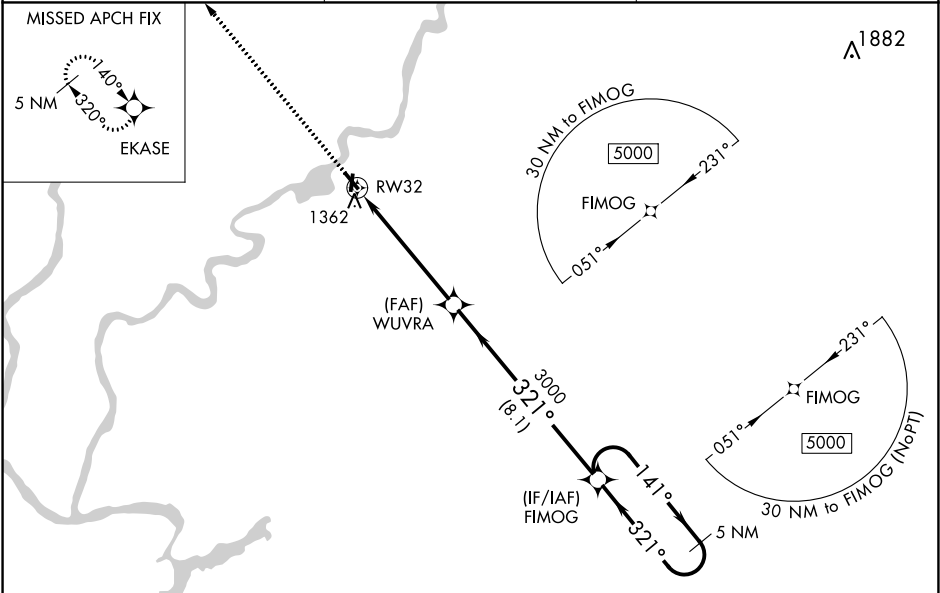 MISSED APCH FIX
140°
5 NM
320°
EKASE
1882
30 NM to FIMOG
5000
231°
FIMOG
051°
RW32
1362
(FAF)
WUVRA
3000
321°
(8.1)
231°
FIMOG
051°
5000
30 NM to FIMOG (NoPT)
(IF/IAF)
FIMOG
141°
321°
5 NM